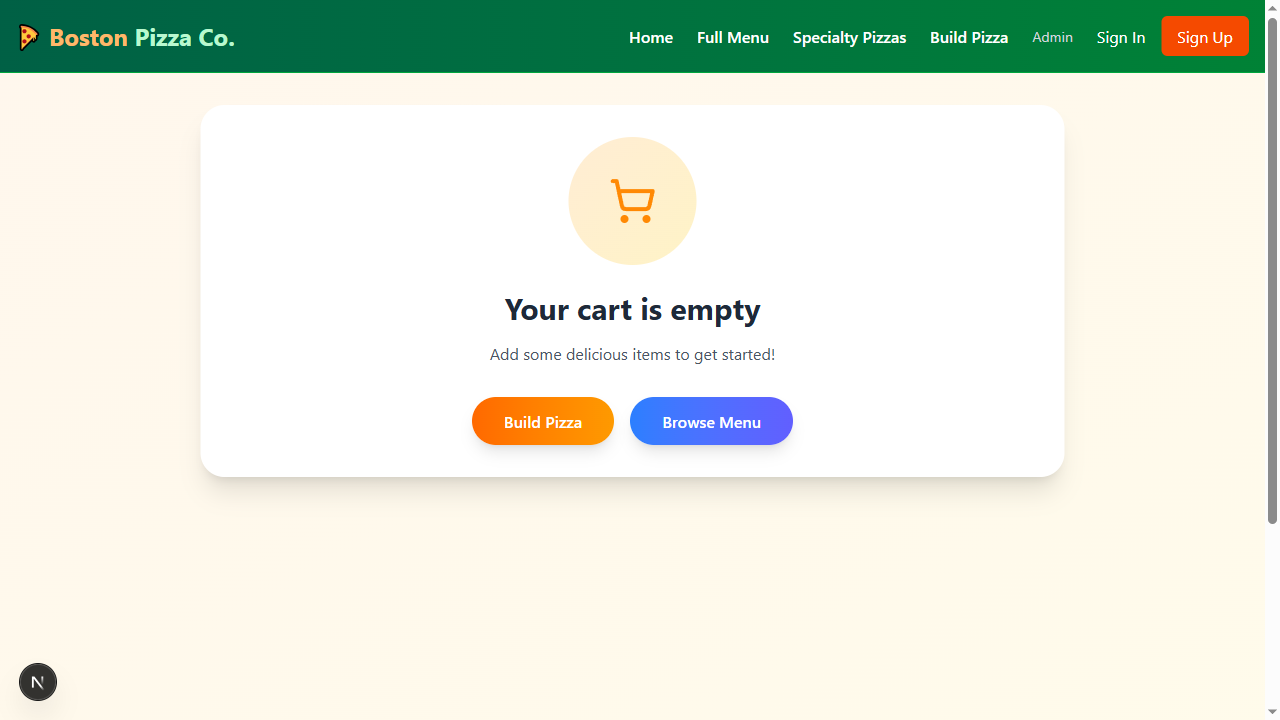 Boston Pizza Co.
Home
Full Menu
Specialty Pizzas
Build Pizza
Admin
Sign In
Sign Up
Your cart is empty
Add some delicious items to get started!
Build Pizza
Browse Menu
N